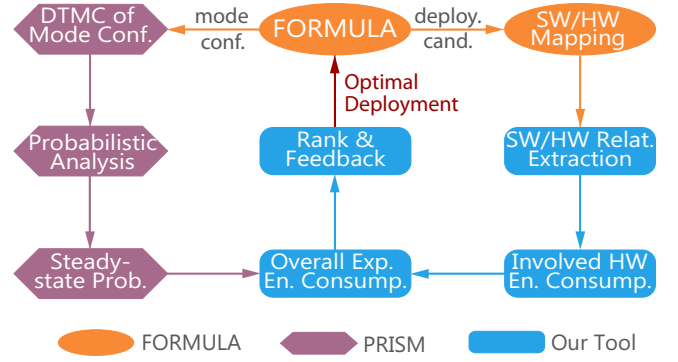 DTMC of
Mode Conf.
mode
conf.
FORMULA
deploy.
cand.
SW/HW
Mapping
Optimal
Deployment
Probabilistic
Analysis
Rank &
Feedback
SW/HW Relat.
Extraction
Steady-
state Prob.
Overall Exp.
En. Consump.
Involved HW
En. Consump.
FORMULA
PRISM
Our Tool